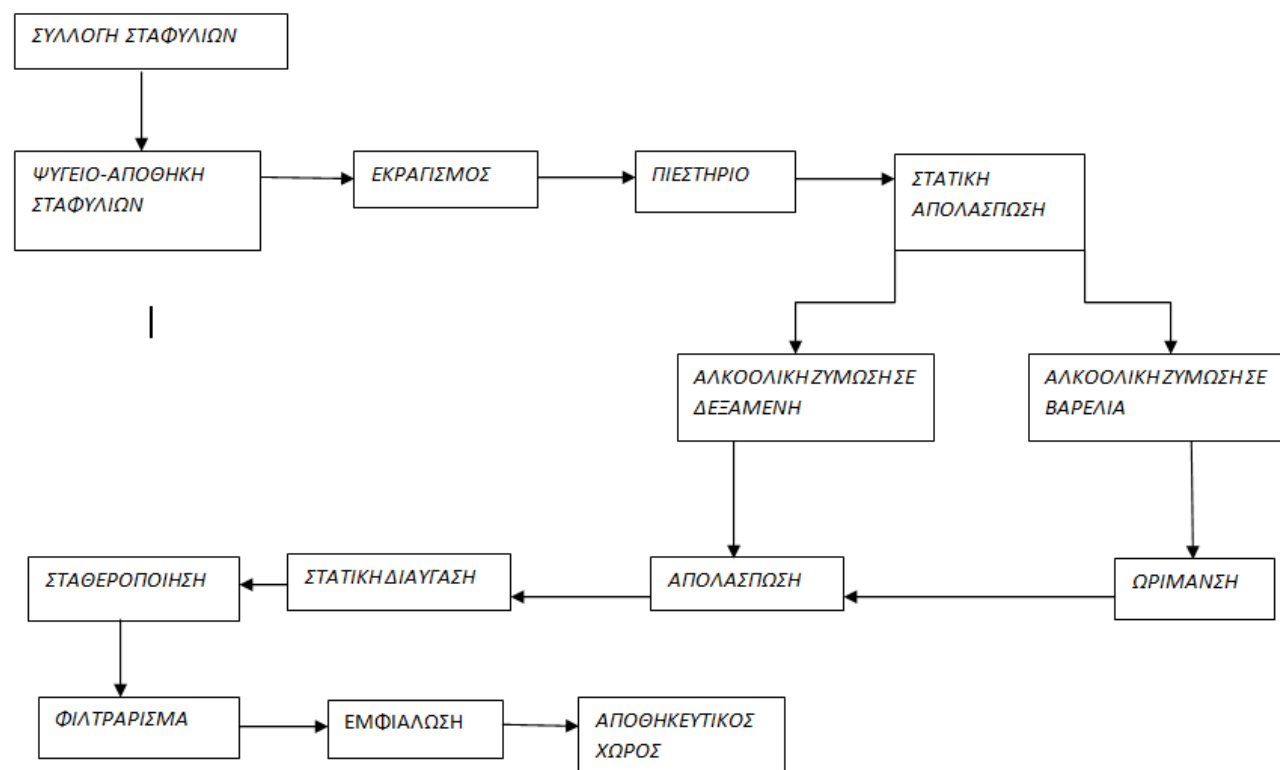 ΣΥΛΛΟΓΗ ΣΤΑΦΥΛΙΩΝ
ΨΥΓΕΙΟ-ΑΠΟΘΗΚΗ
ΣΤΑΦΥΛΙΩΝ
ΕΚΡΑΓΙΣΜΟΣ
ΠΙΕΣΤΗΡΙΟ
ΣΤΑΤΙΚΗ
ΑΠΟΛΑΣΠΩΣΗ
ΑΛΚΟΟΛΙΚΗ ΖΥΜΩΣΗ ΣΕ
ΔΕΞΑΜΕΝΗ
ΑΛΚΟΟΛΙΚΗ ΖΥΜΩΣΗ ΣΕ
ΒΑΡΕΛΙΑ
ΣΤΑΘΕΡΟΠΟΙΗΣΗ
ΣΤΑΤΙΚΗ ΔΙΑΥΓΑΣΗ
ΑΠΟΛΑΣΠΩΣΗ
ΩΡΙΜΑΝΣΗ
ΦΙΛΤΡΑΡΙΣΜΑ
ΕΜΦΙΑΛΩΣΗ
ΑΠΟΘΗΚΕΥΤΙΚΟΣ
ΧΩΡΟΣ